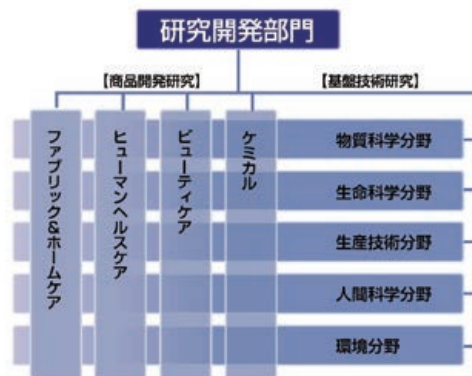 研究開発部門
【商品開発研究】
【基盤技術研究】
ファブリック&ホームケア
ヒューマンヘルスケア
ビューティケア
ケミカル
物質科学分野
生命科学分野
生産技術分野
人間科学分野
環境分野